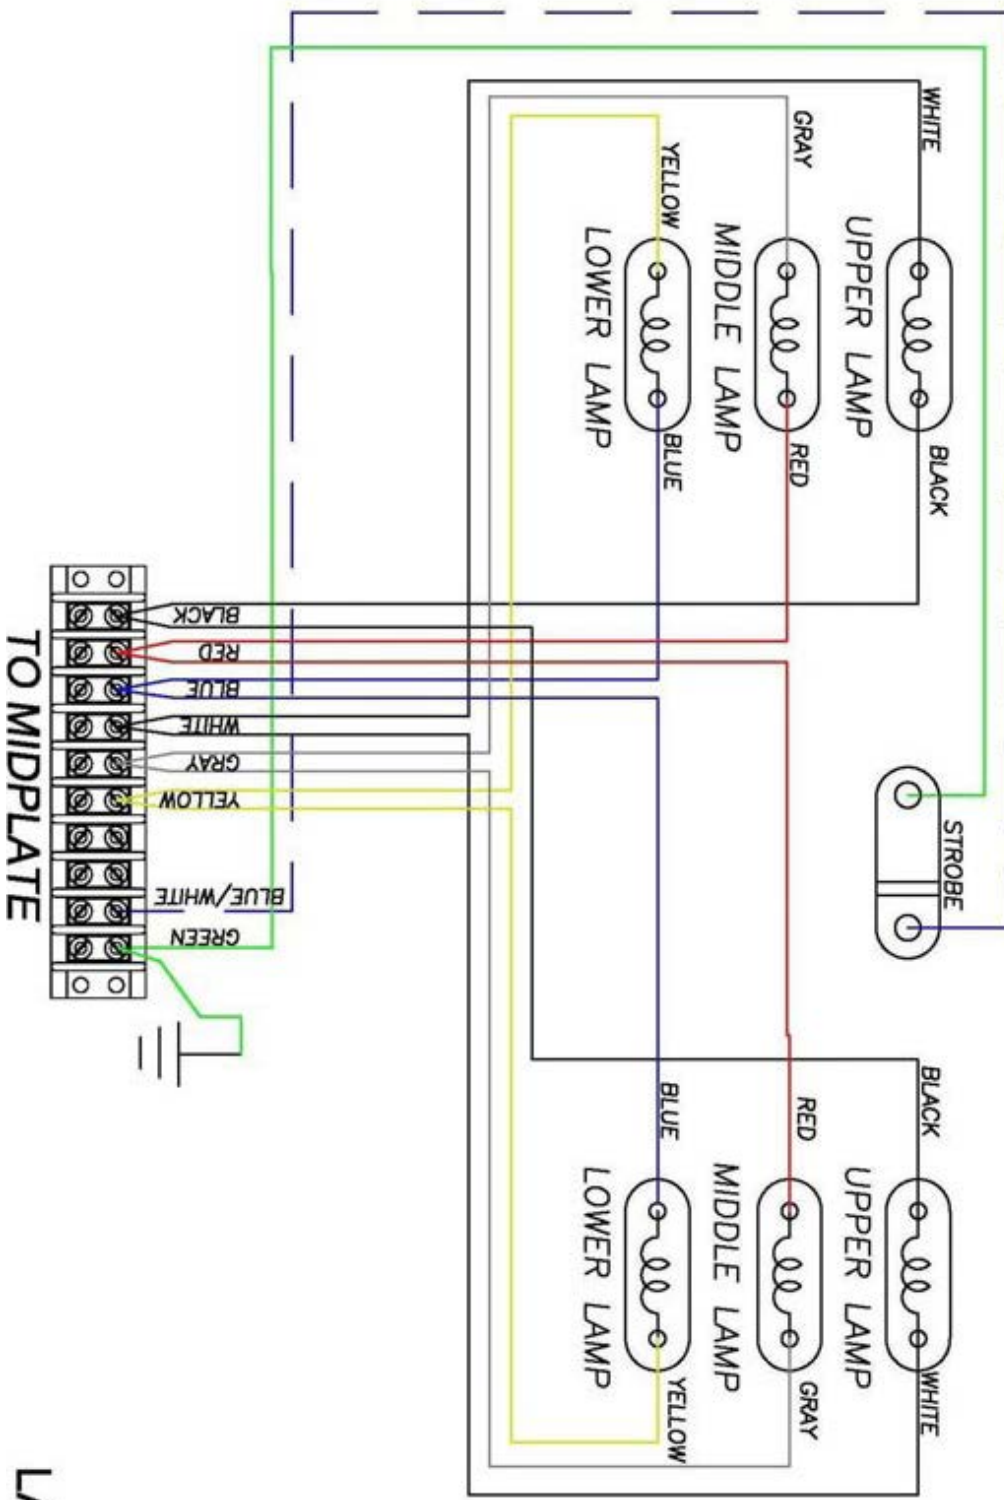 WHITE
GRAY
YELLOW
UPPER LAMP
MIDDLE LAMP
LOWER LAMP
BLACK
RED
BLUE
BLACK
RED
BLUE
WHITE
GRAY
YELLOW
BLUE/WHITE
GREEN
TO MIDPLATE
STROBE
BLACK
RED
BLUE
UPPER LAMP
MIDDLE LAMP
LOWER LAMP
WHITE
GRAY
YELLOW